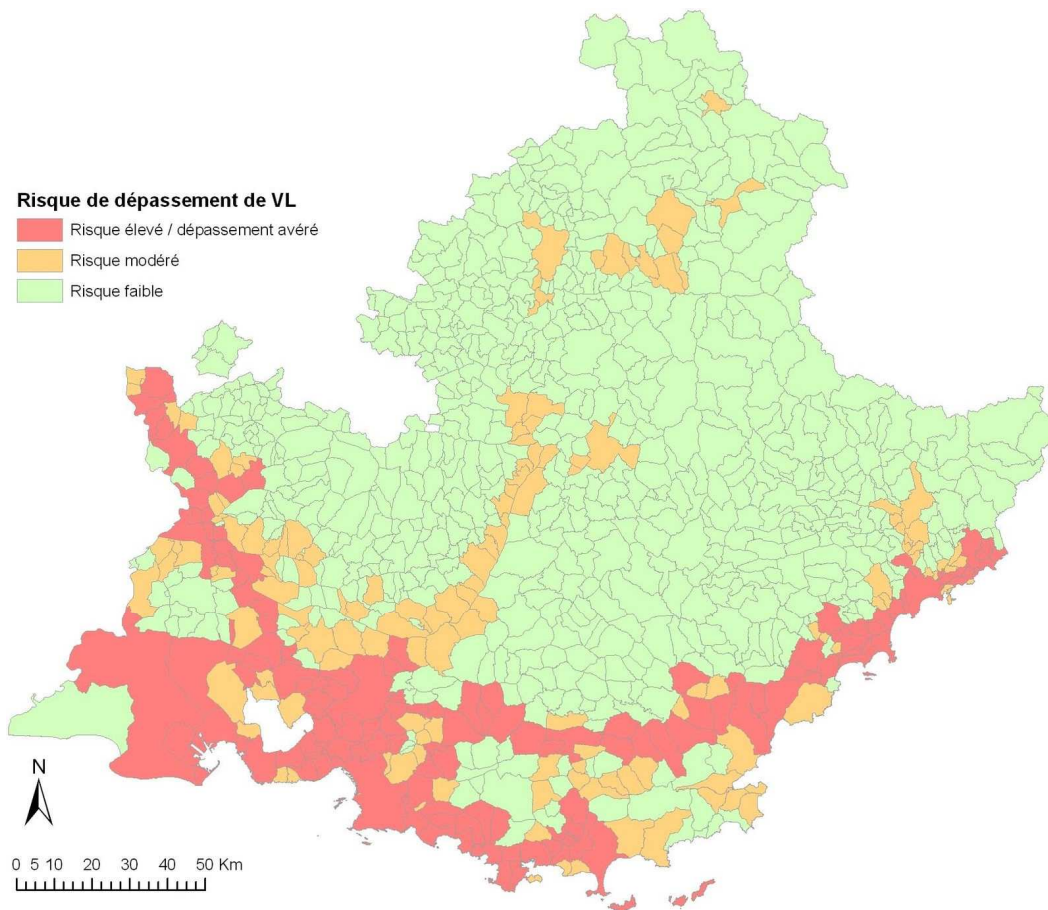 Risque de dépassement de VL
Risque élevé / dépassement avéré
Risque modéré
Risque faible
N
0 5 10 20 30 40 50 Km